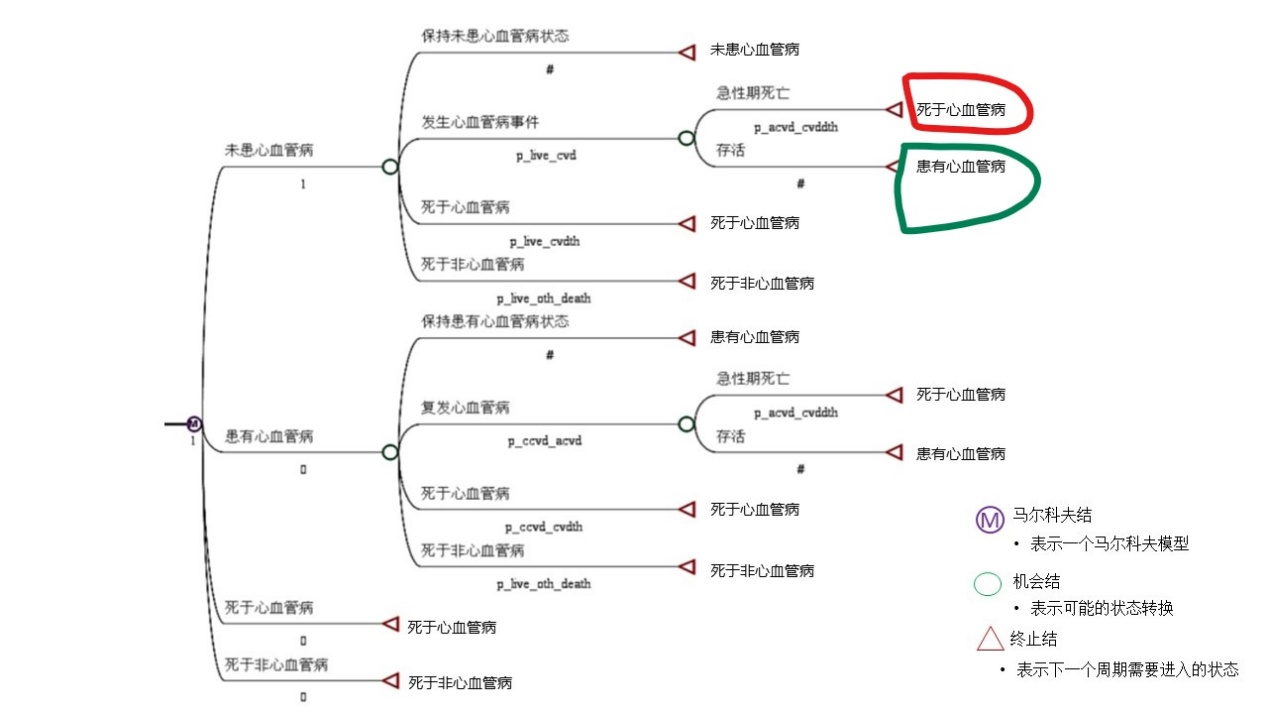 保持未患心血管病状态
未患心血管病
#
急性期死亡
死于心血管病
发生心血管病事件
p_acvd_cvddth
未患心血管病
p_live_cvd
存活
患有心血管病
1
#
死于心血管病
死于心血管病
p_live_cvdth
死于非心血管病
死于非心血管病
p_live_oth_death
保持患有心血管病状态
患有心血管病
#
急性期死亡
死于心血管病
复发心血管病
p_acvd_cvddth
M
1
患有心血管病
p_ccvd_acvd
存活
患有心血管病
0
#
死于心血管病
死于心血管病
p_ccvd_cvdth
死于非心血管病
死于非心血管病
p_live_oth_death
死于心血管病
死于心血管病
0
死于非心血管病
死于非心血管病
0
M 马尔科夫结
• 表示一个马尔科夫模型
机会结
• 表示可能的状态转换
终止结
• 表示下一个周期需要进入的状态